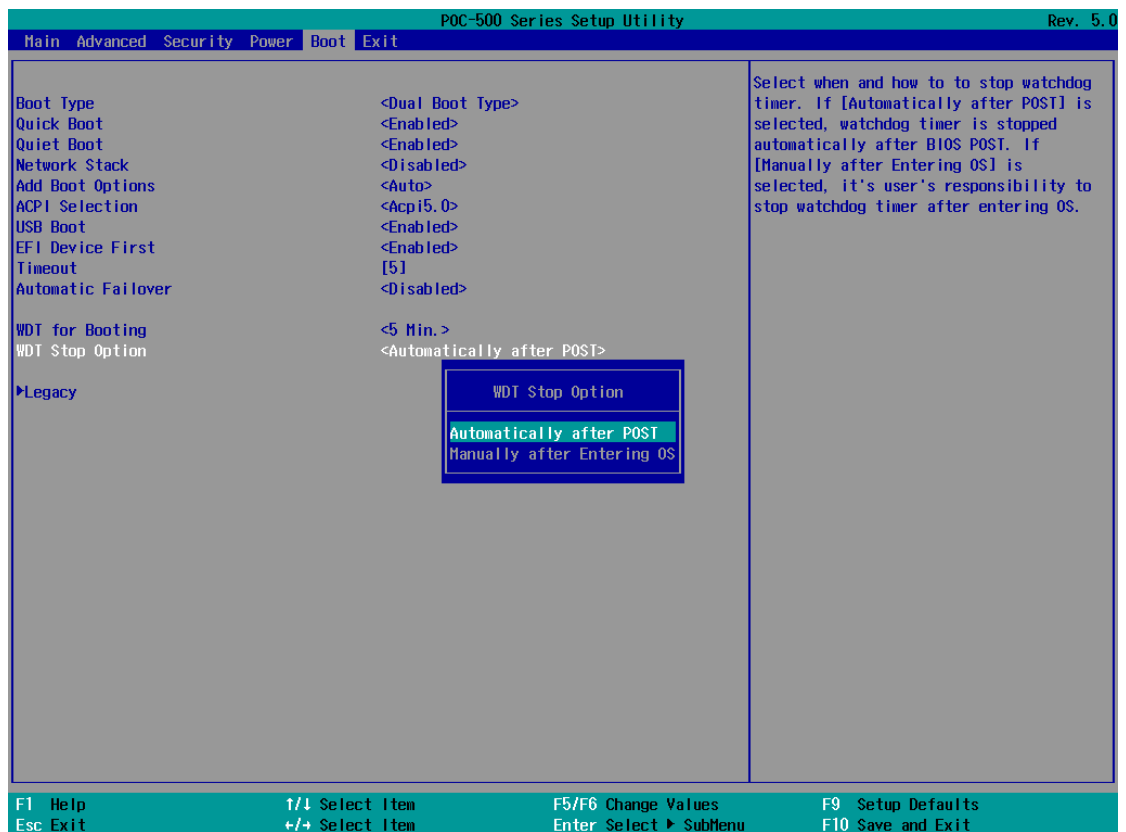 POC-500 Series Setup Utility Rev. 5.0
Main Advanced Security Power Boot Exit
Boot Type <Dual Boot Type>
Quick Boot <Enabled>
Quiet Boot <Enabled>
Network Stack <Disabled>
Add Boot Options <Auto>
ACPI Selection <Acpi5.0>
USB Boot <Enabled>
EFI Device First <Enabled>
Timeout [5]
Automatic Failover <Disabled>
WDT for Booting <5 Min.>
WDT Stop Option <Automatically after POST>
▶Legacy
WDT Stop Option
Automatically after POST
Manually after Entering OS
Select when and how to to stop watchdog
timer. If [Automatically after POST] is
selected, watchdog timer is stopped
automatically after BIOS POST. If
[Manually after Entering OS] is
selected, it's user's responsibility to
stop watchdog timer after entering OS.
F1 Help ↑/↓ Select Item F5/F6 Change Values F9 Setup Defaults
Esc Exit ←/→ Select Item Enter Select ▶ SubMenu F10 Save and Exit